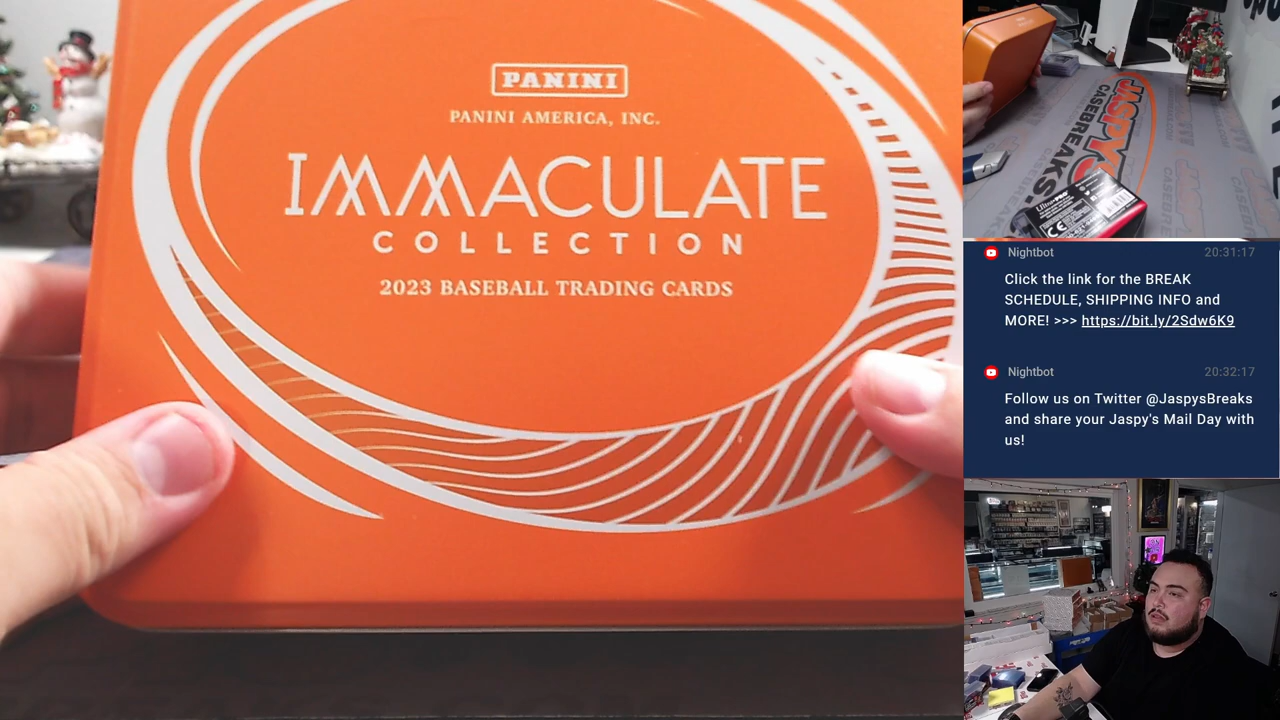 PANINI
PANINI AMERICA, INC.
IMMACULATE
COLLECTION
2023 BASEBALL TRADING CARDS
JASPY
CASEBREAKS
Nightbot 20:31:17
Click the link for the BREAK
SCHEDULE, SHIPPING INFO and
MORE! >>> https://bit.ly/2Sdw6K9
Nightbot 20:32:17
Follow us on Twitter @JaspysBreaks
and share your Jaspy's Mail Day with
us!